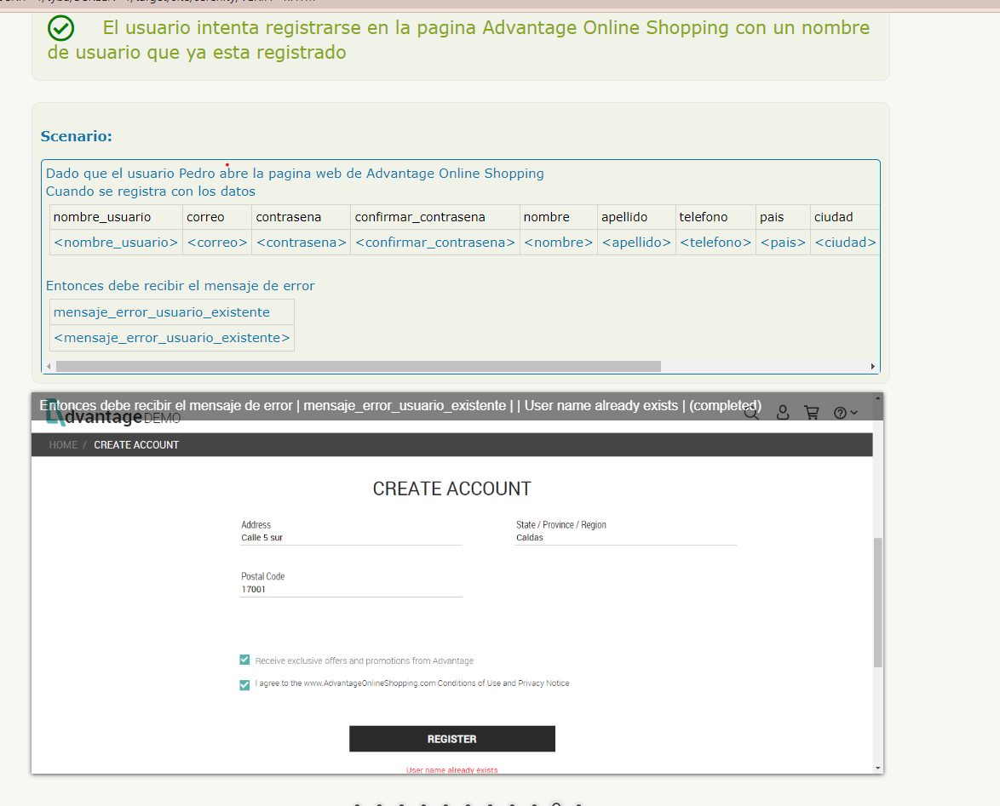 El usuario intenta registrarse en la pagina Advantage Online Shopping con un nombre
de usuario que ya esta registrado
Scenario:
Dado que el usuario Pedro abre la pagina web de Advantage Online Shopping
Cuando se registra con los datos
nombre_usuario correo contrasena confirmar_contrasena nombre apellido telefono pais ciudad
<nombre_usuario> <correo> <contrasena> <confirmar_contrasena> <nombre> <apellido> <telefono> <pais> <ciudad>
Entonces debe recibir el mensaje de error
mensaje_error_usuario_existente
<mensaje_error_usuario_existente>
Entonces debe recibir el mensaje de error | mensaje_error_usuario_existente | | User name already exists | (completed)
dvantage DEMO
HOME / CREATE ACCOUNT
CREATE ACCOUNT
Address State / Province / Region
Calle 5 sur Caldas
Postal Code
17001
Receive exclusive offers and promotions from Advantage
I agree to the www.AdvantageOnlineShopping.com Conditions of Use and Privacy Notice
REGISTER
User name already exists